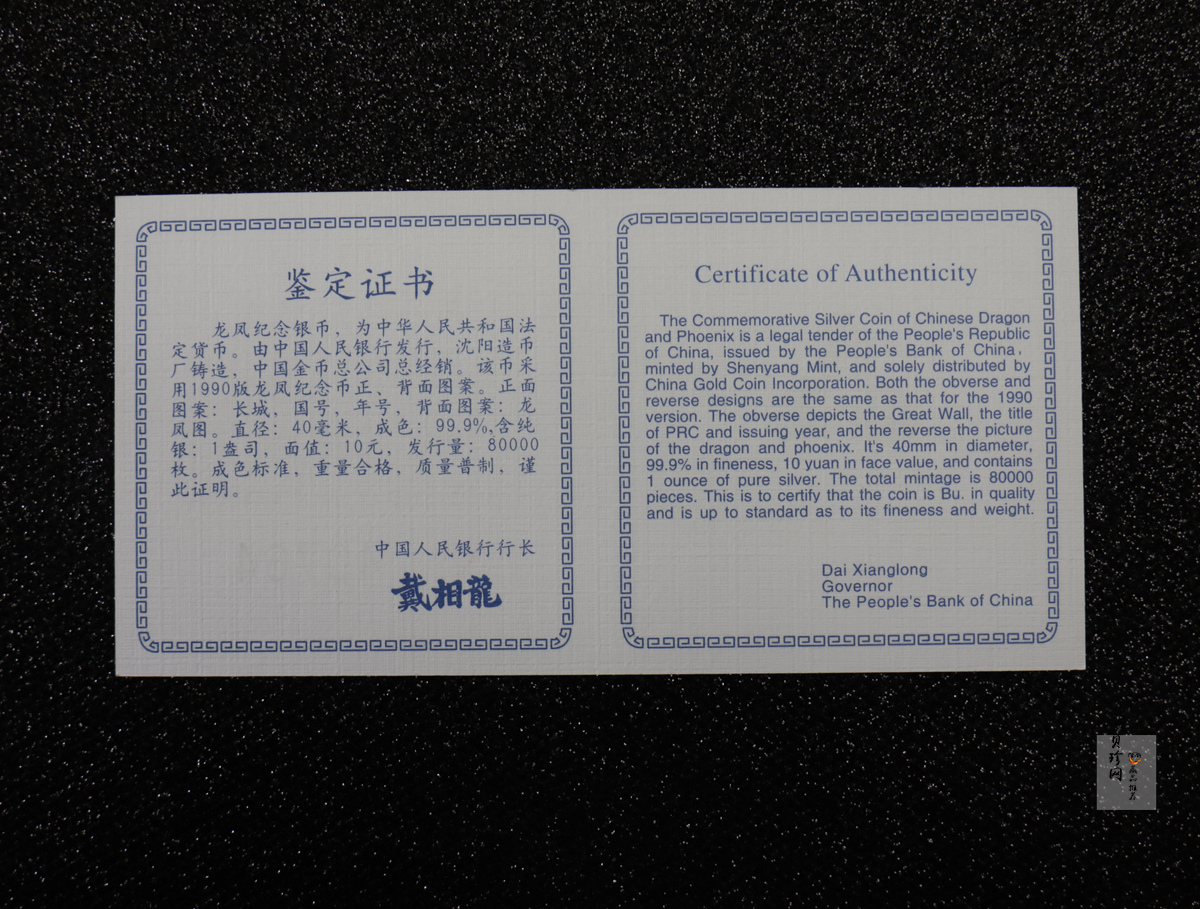 鉴定证书
龙凤纪念银币，为中华人民共和国法
定货币。由中国人民银行发行，沈阳造币
厂铸造，中国金币总公司总经销。该币采
用1990版龙凤纪念币正、背面图案。正面
图案：长城，国号，年号，背面图案：龙
凤图。直径：40毫米，成色：99.9%,含纯
银：1盎司，面值：10元，发行量：80000
枚。成色标准，重量合格，质量普制，谨
此证明。
中国人民银行行长
戴相龍
Certificate of Authenticity
The Commemorative Silver Coin of Chinese Dragon
and Phoenix is a legal tender of the People's Republic
of China, issued by the People's Bank of China,
minted by Shenyang Mint, and solely distributed by
China Gold Coin Incorporation. Both the obverse and
reverse designs are the same as that for the 1990
version. The obverse depicts the Great Wall, the title
of PRC and issuing year, and the reverse the picture
of the dragon and phoenix. It's 40mm in diameter,
99.9% in fineness, 10 yuan in face value, and contains
1 ounce of pure silver. The total mintage is 80000
pieces. This is to certify that the coin is Bu. in quality
and is up to standard as to its fineness and weight.
Dai Xianglong
Governor
The People's Bank of China
珍网